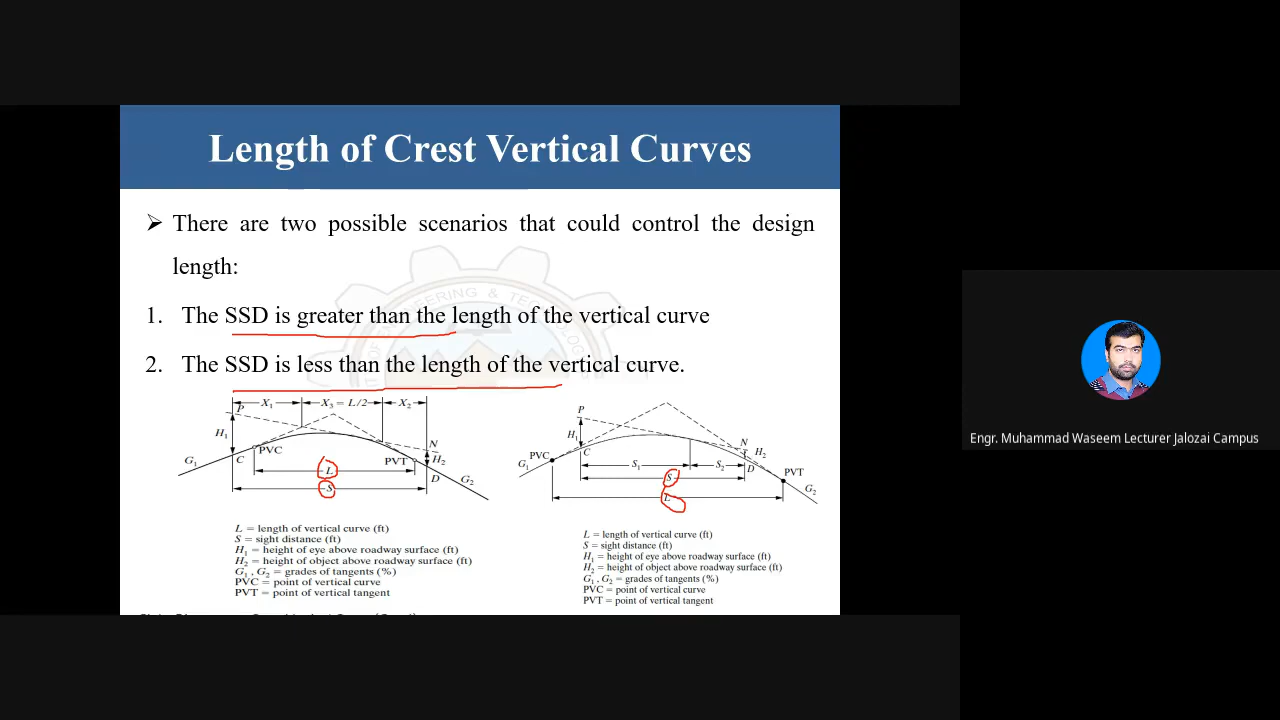 Length of Crest Vertical Curves
➢ There are two possible scenarios that could control the design
length:
1. The SSD is greater than the length of the vertical curve
2. The SSD is less than the length of the vertical curve.
X₁ X₃ = L/2 X₂
P
H₁
G₁
C
PVC
PVT
N
H₂
D
G₂
L
S
P
H₁
PVC
G₁
C
N
H₂
D
PVT
G₂
S₁ S₂
S
L
L = length of vertical curve (ft)
S = sight distance (ft)
H₁ = height of eye above roadway surface (ft)
H₂ = height of object above roadway surface (ft)
G₁, G₂ = grades of tangents (%)
PVC = point of vertical curve
PVT = point of vertical tangent
L = length of vertical curve (ft)
S = sight distance (ft)
H₁ = height of eye above roadway surface (ft)
H₂ = height of object above roadway surface (ft)
G₁, G₂ = grades of tangents (%)
PVC = point of vertical curve
PVT = point of vertical tangent
Engr. Muhammad Waseem Lecturer Jalozai Campus